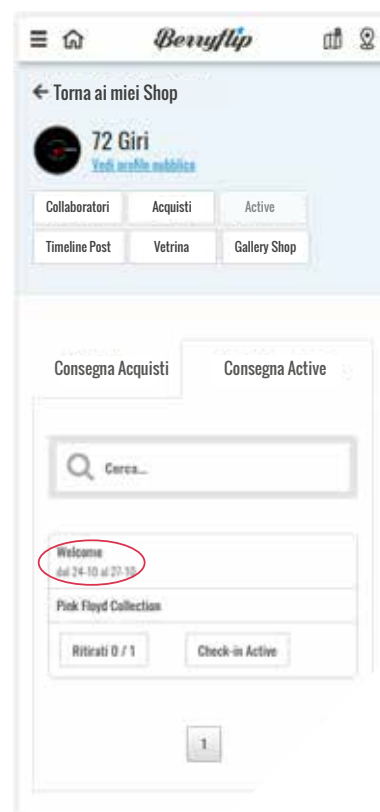 Berryflip
← Torna ai miei Shop
72 Giri
Vedi profilo pubblico
Collaboratori Acquisti Active
Timeline Post Vetrina Gallery Shop
Consegna Acquisti Consegna Active
Cerca...
Welcome
dal 24-10 al 27-10
Pink Floyd Collection
Ritirati 0 / 1 Check-in Active
1